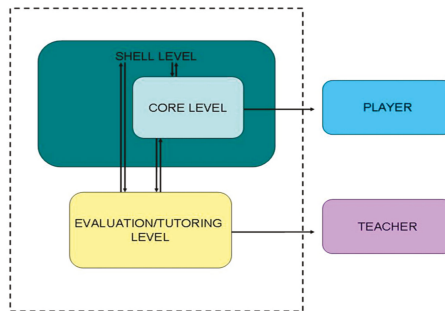 SHELL LEVEL
CORE LEVEL
PLAYER
EVALUATION/TUTORING
LEVEL
TEACHER